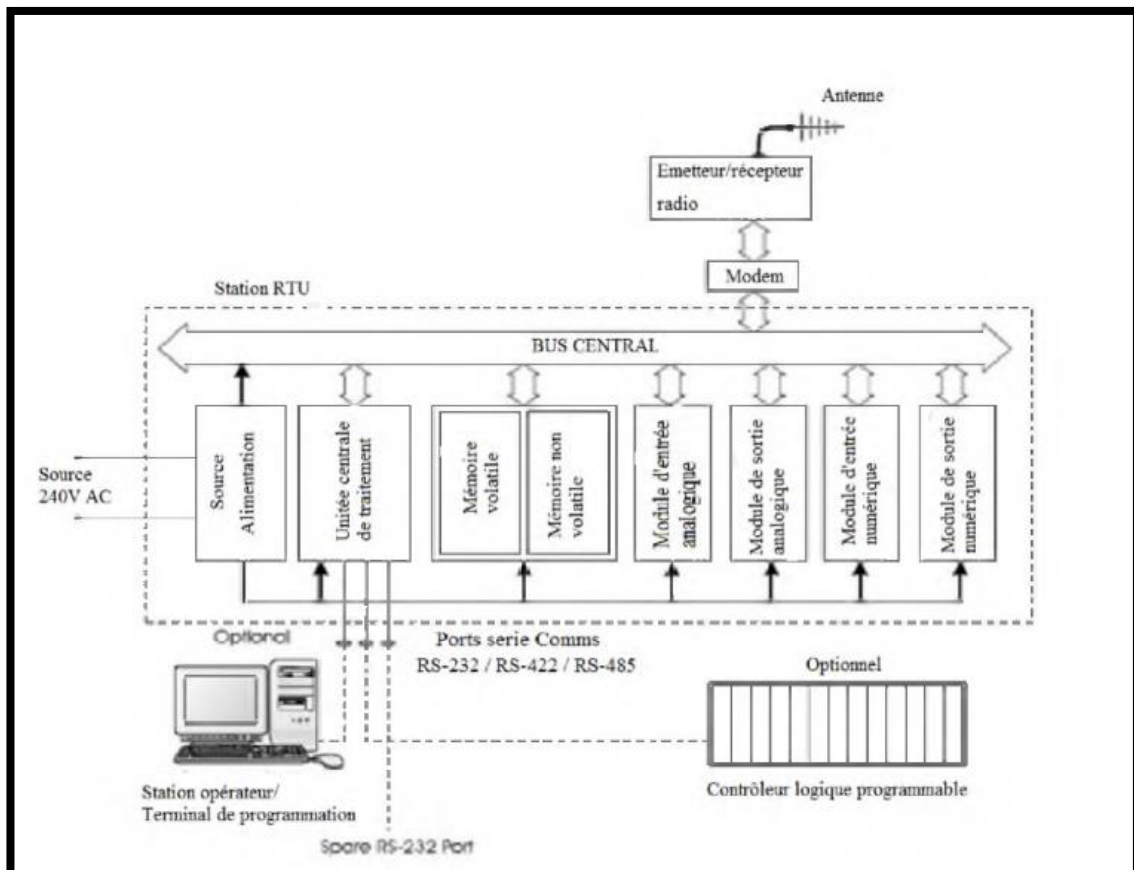 Antenne
Emetteur/récepteur
radio
Modem
Station RTU
BUS CENTRAL
Source
240V AC
Source
Alimentation
Unitée centrale
de traitement
Mémoire
volatile
Mémoire non
volatile
Module d'entrée
analogique
Module de sortie
analogique
Module d'entrée
numérique
Module de sortie
numérique
Optional
Ports serie Comms
RS-232 / RS-422 / RS-485
Optionnel
Station opérateur/
Terminal de programmation
Contrôleur logique programmable
Spare RS-232 Port